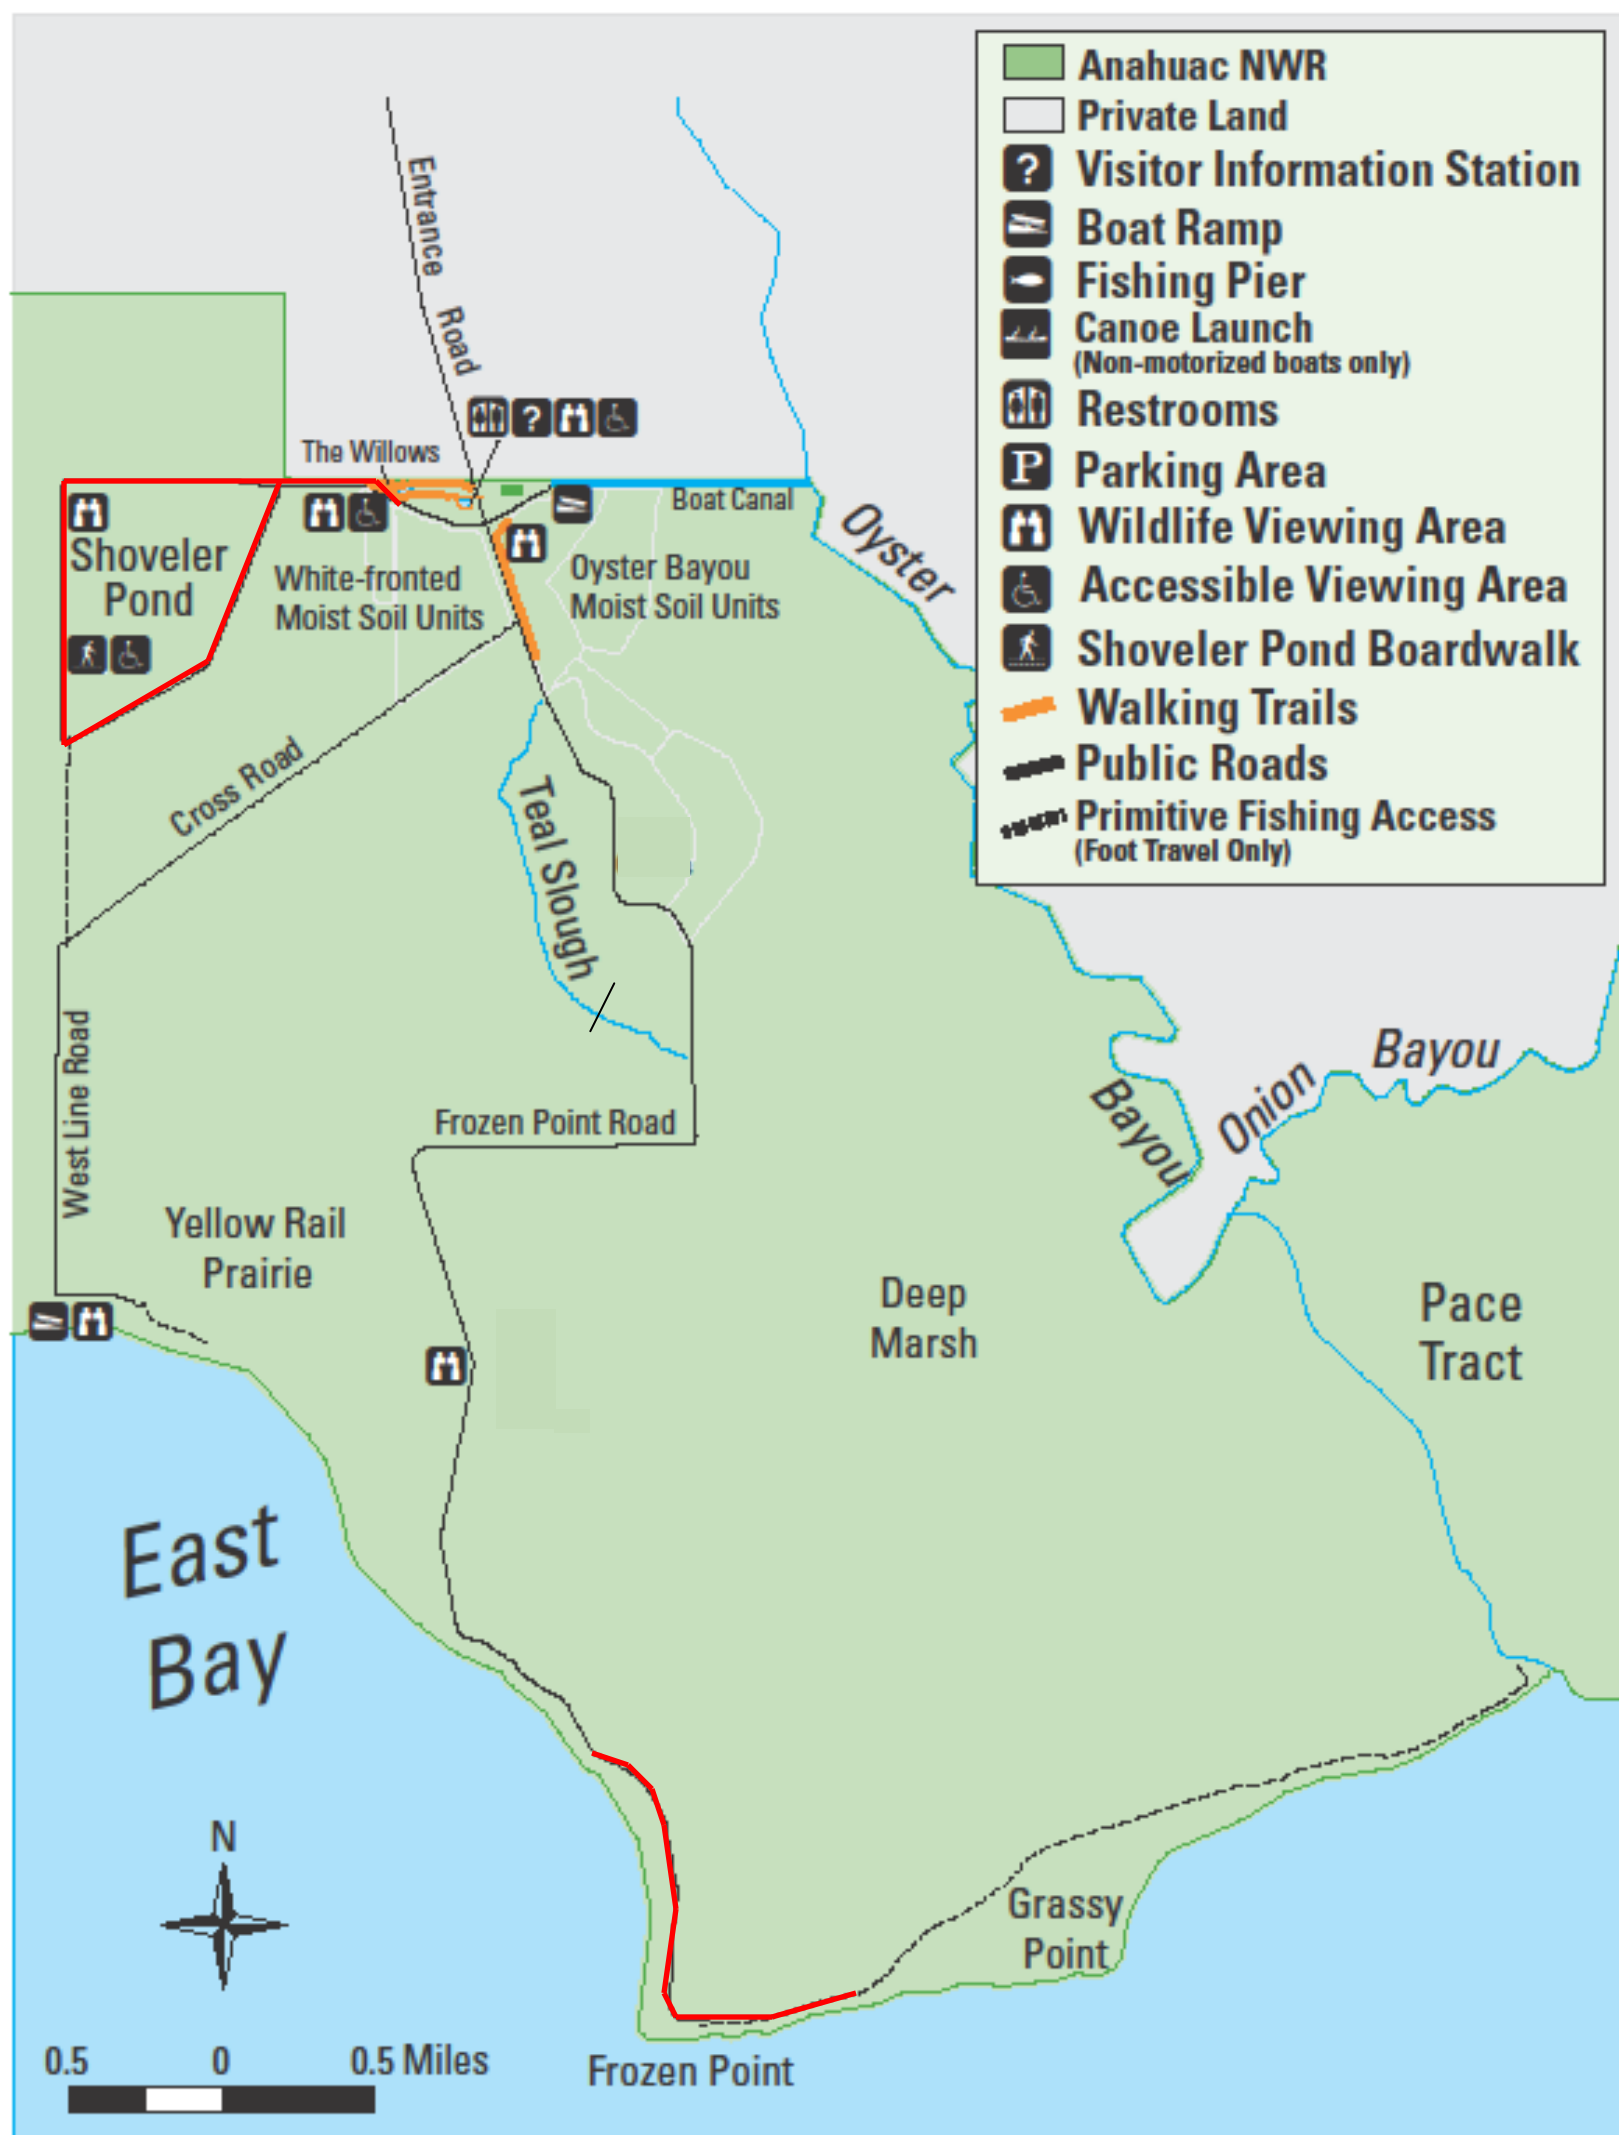 Anahuac NWR
Private Land
? Visitor Information Station
Boat Ramp
Fishing Pier
Canoe Launch
(Non-motorized boats only)
Restrooms
P Parking Area
Wildlife Viewing Area
Accessible Viewing Area
Shoveler Pond Boardwalk
Walking Trails
Public Roads
Primitive Fishing Access
(Foot Travel Only)
Entrance
Road
?
The Willows
Boat Canal
Oyster
Bayou
Shoveler
Pond
White-fronted
Moist Soil Units
Oyster Bayou
Moist Soil Units
Cross Road
Teal Slough
West Line Road
Frozen Point Road
Onion
Bayou
Yellow Rail
Prairie
Deep
Marsh
Pace
Tract
East
Bay
Grassy
Point
N
0.5 0 0.5 Miles
Frozen Point